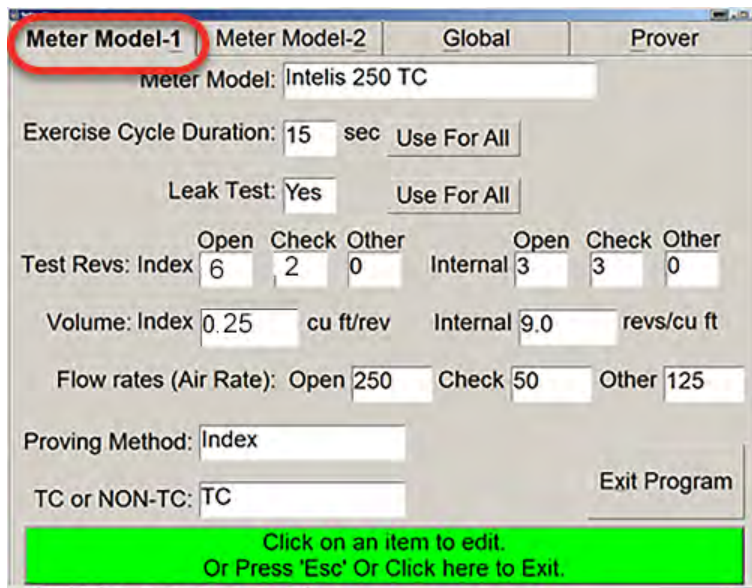 Meter Model-1 Meter Model-2 Global Prover
Meter Model: Intelis 250 TC
Exercise Cycle Duration: 15 sec Use For All
Leak Test: Yes Use For All
Open Check Other Open Check Other
Test Revs: Index 6 2 0 Internal 3 3 0
Volume: Index 0.25 cu ft/rev Internal 9.0 revs/cu ft
Flow rates (Air Rate): Open 250 Check 50 Other 125
Proving Method: Index
Exit Program
TC or NON-TC: TC
Click on an item to edit.
Or Press 'Esc' Or Click here to Exit.